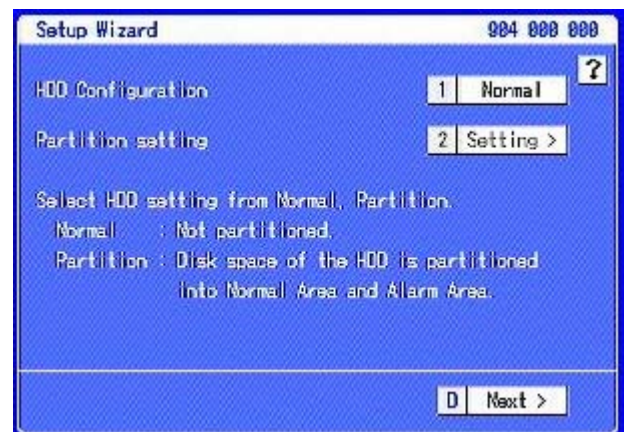 Setup Wizard 904 000 000
?
HDD Configuration 1 Normal
Partition setting 2 Setting >
Select HDD setting from Normal, Partition.
Normal : Not partitioned.
Partition : Disk space of the HDD is partitioned
into Normal Area and Alarm Area.
D Next >